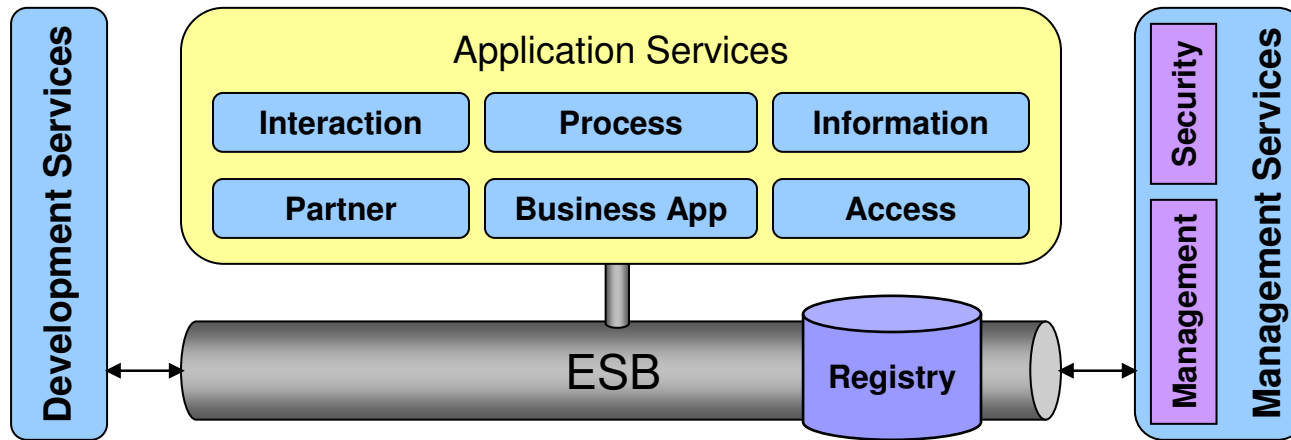 Development Services
Application Services
Interaction
Process
Information
Partner
Business App
Access
ESB
Registry
Security
Management
Management Services